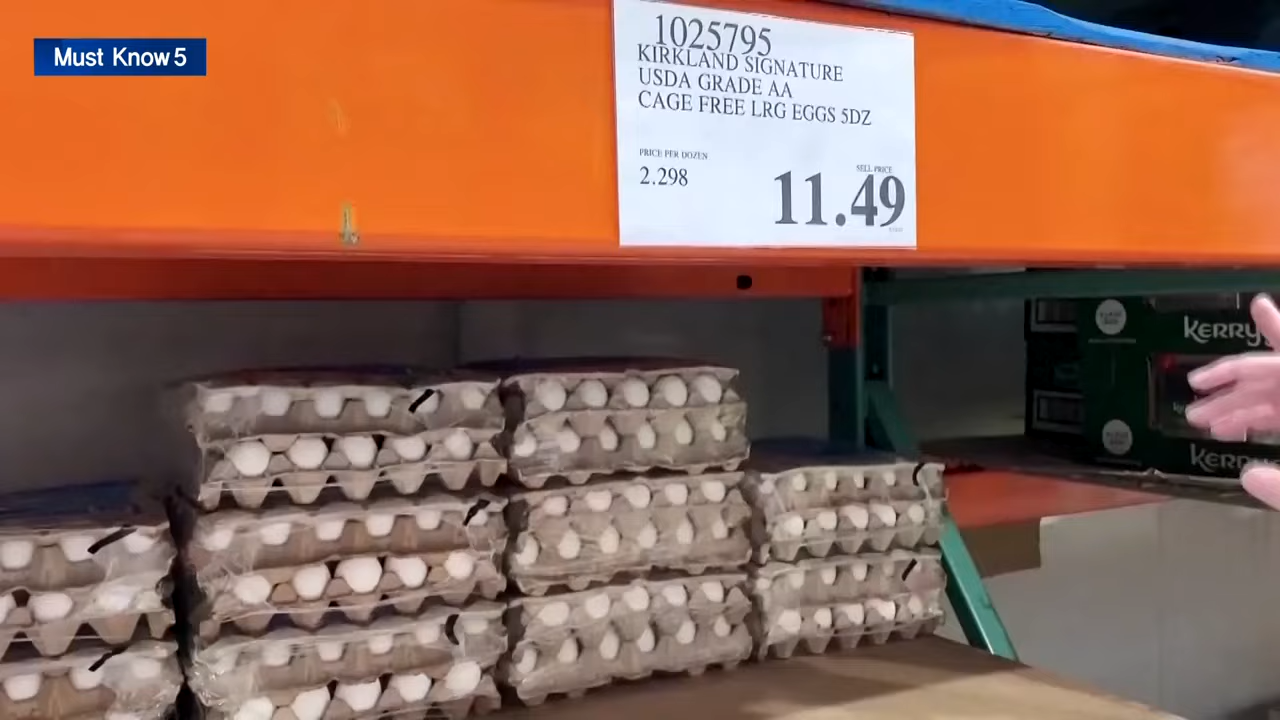 Must Know 5
1025795
KIRKLAND SIGNATURE
USDA GRADE AA
CAGE FREE LRG EGGS 5DZ
PRICE PER DOZEN
2.298
SELL PRICE
11.49
KERRYG
KERRY